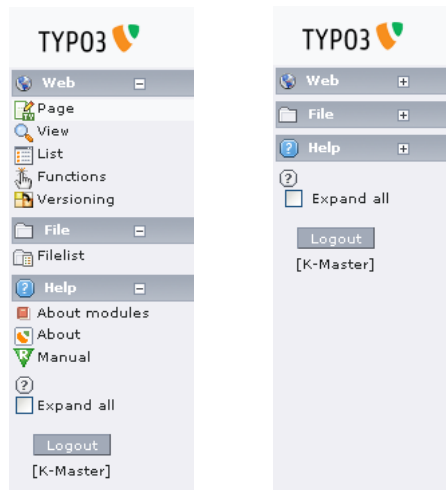 TYPO3
Web
Page
View
List
Functions
Versioning
File
Filelist
Help
About modules
About
Manual
Expand all
Logout
[K-Master]
TYPO3
Web
File
Help
Expand all
Logout
[K-Master]